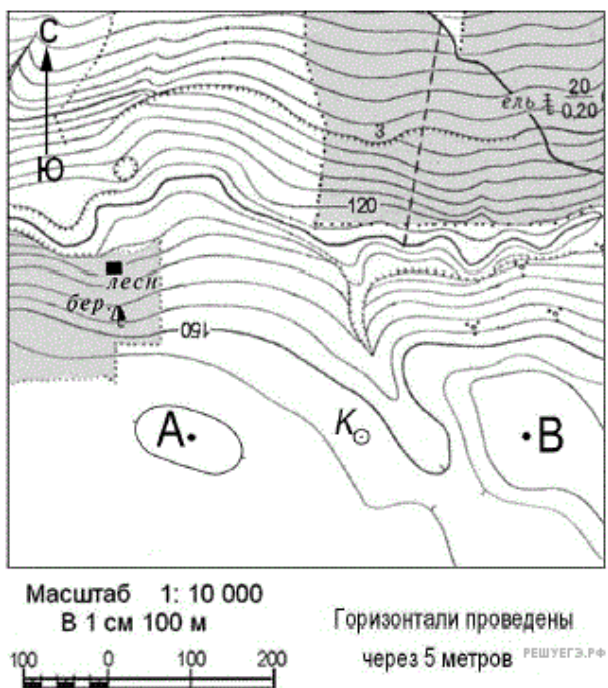 С
Ю
ель 20
0,20
3
120
лесн
бер.
150
А К В
Масштаб 1: 10 000
В 1 см 100 м
Горизонтали проведены
через 5 метров
РЕШУЕГЭ.РФ
100 0 100 200